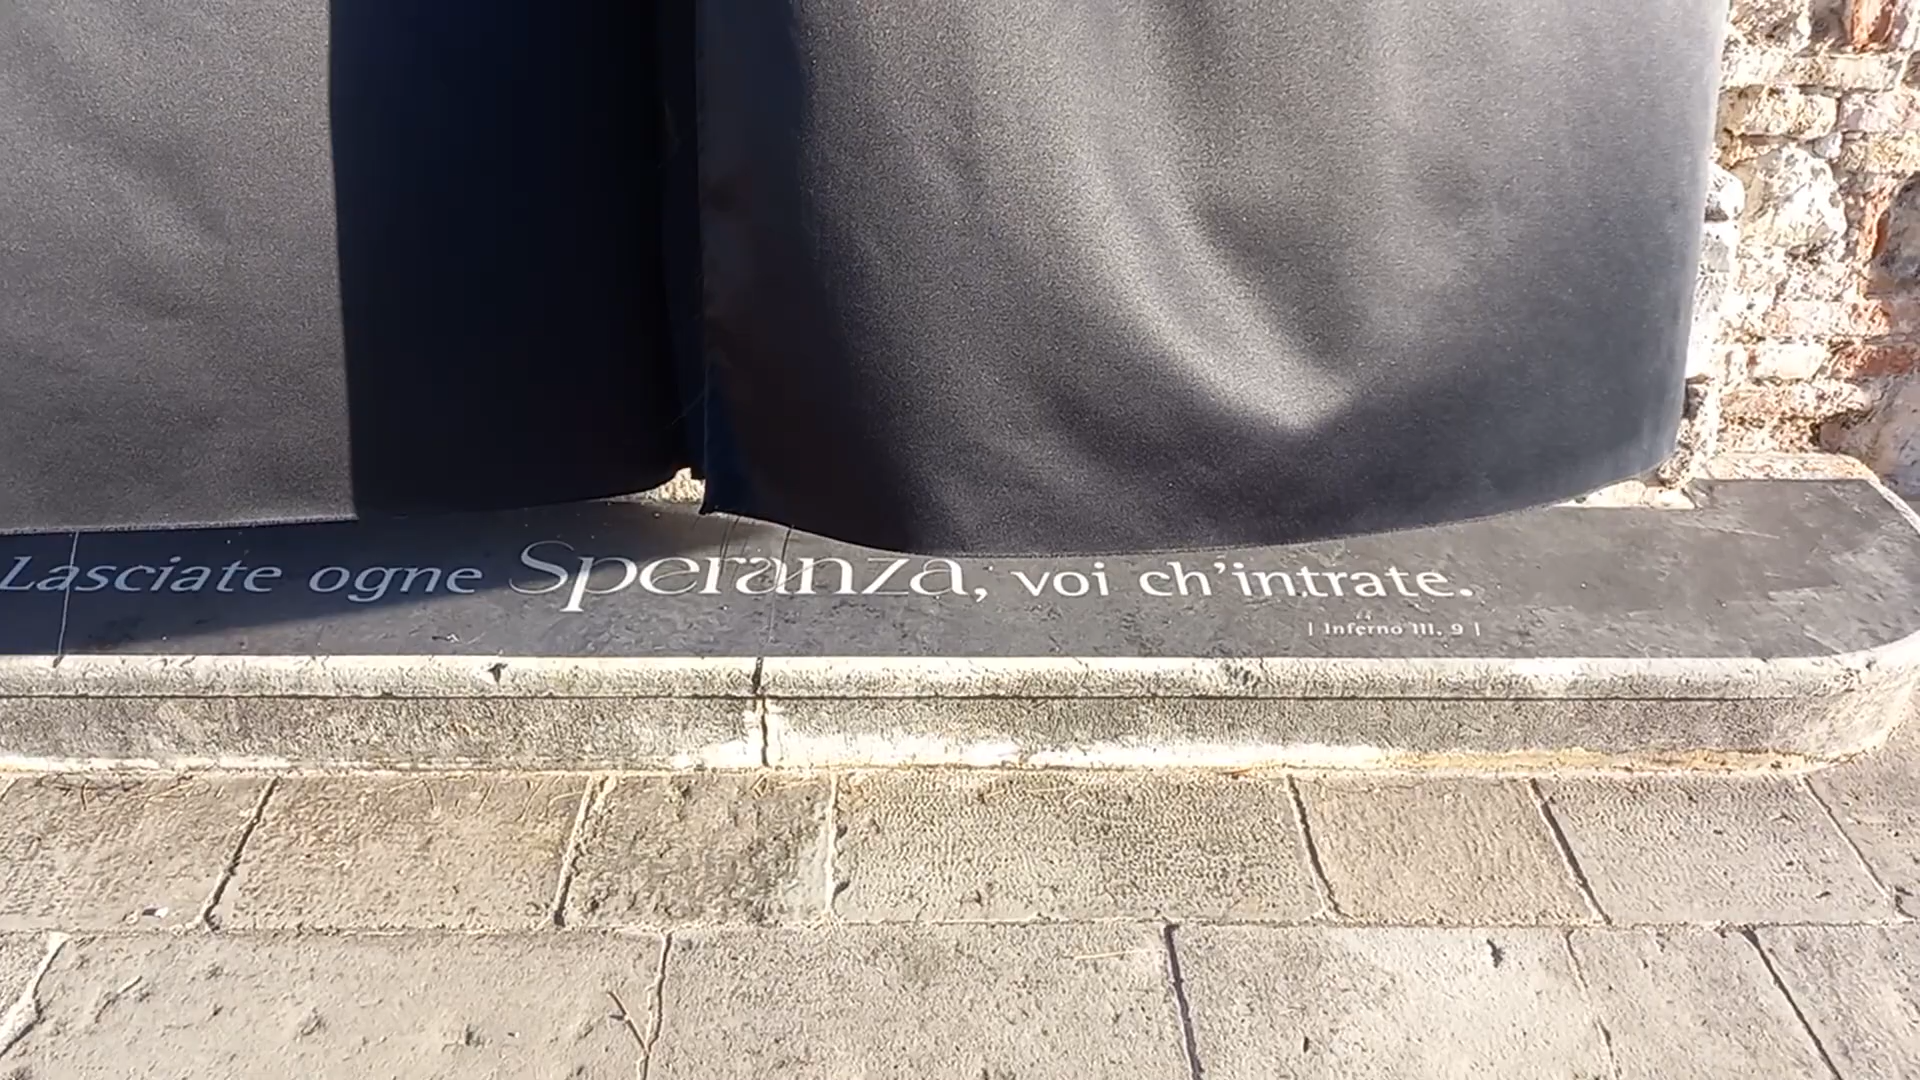 Lasciate ogne Speranza, voi ch'intrate.
| Inferno III, 9 |